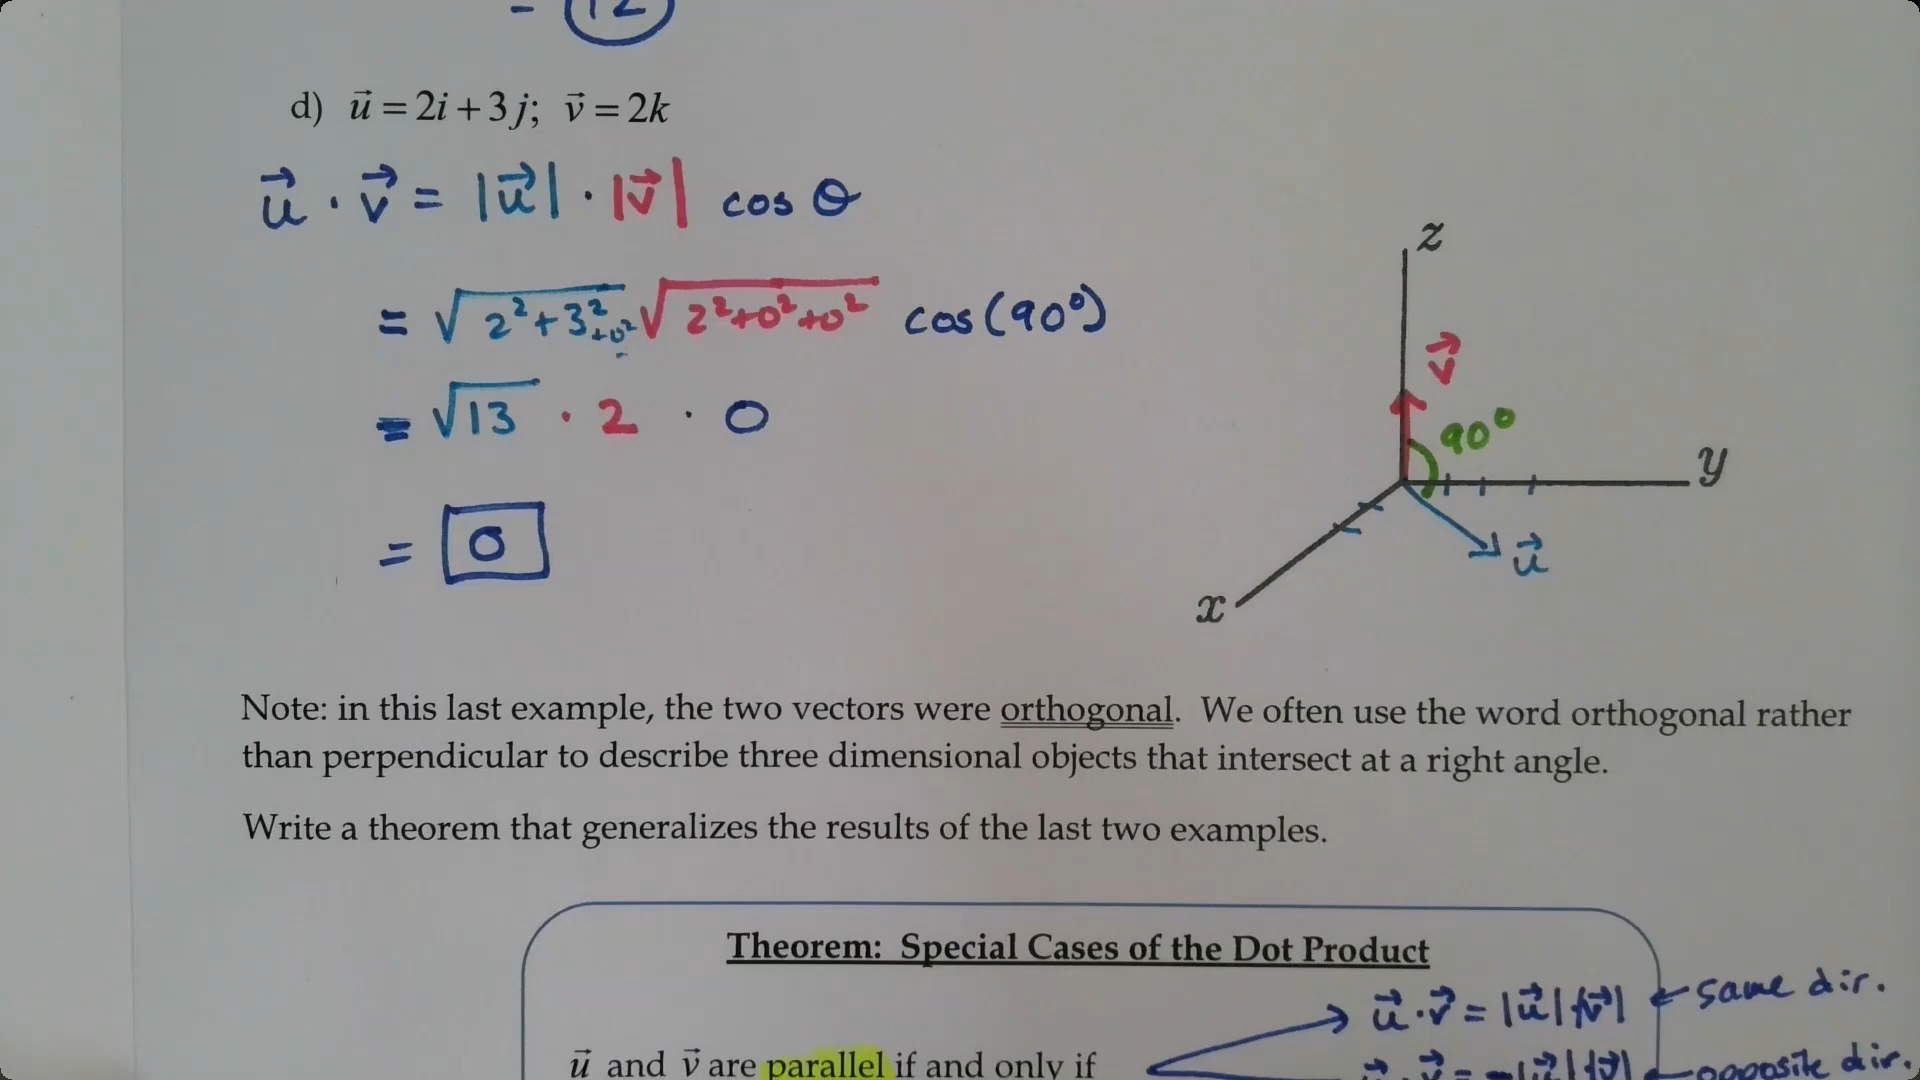 = 12
d) u⃗ = 2i + 3j; v⃗ = 2k
u⃗ · v⃗ = |u⃗| · |v⃗| cos θ
= √(2² + 3² + 0²) √(2² + 0² + 0²) cos(90°)
= √13 · 2 · 0
= 0
z
v⃗
90°
y
u⃗
x
Note: in this last example, the two vectors were orthogonal. We often use the word orthogonal rather
than perpendicular to describe three dimensional objects that intersect at a right angle.
Write a theorem that generalizes the results of the last two examples.
Theorem: Special Cases of the Dot Product
u⃗ · v⃗ = |u⃗| |v⃗| ← same dir.
u⃗ and v⃗ are parallel if and only if
u⃗ · v⃗ = -|u⃗| |v⃗| ← opposite dir.